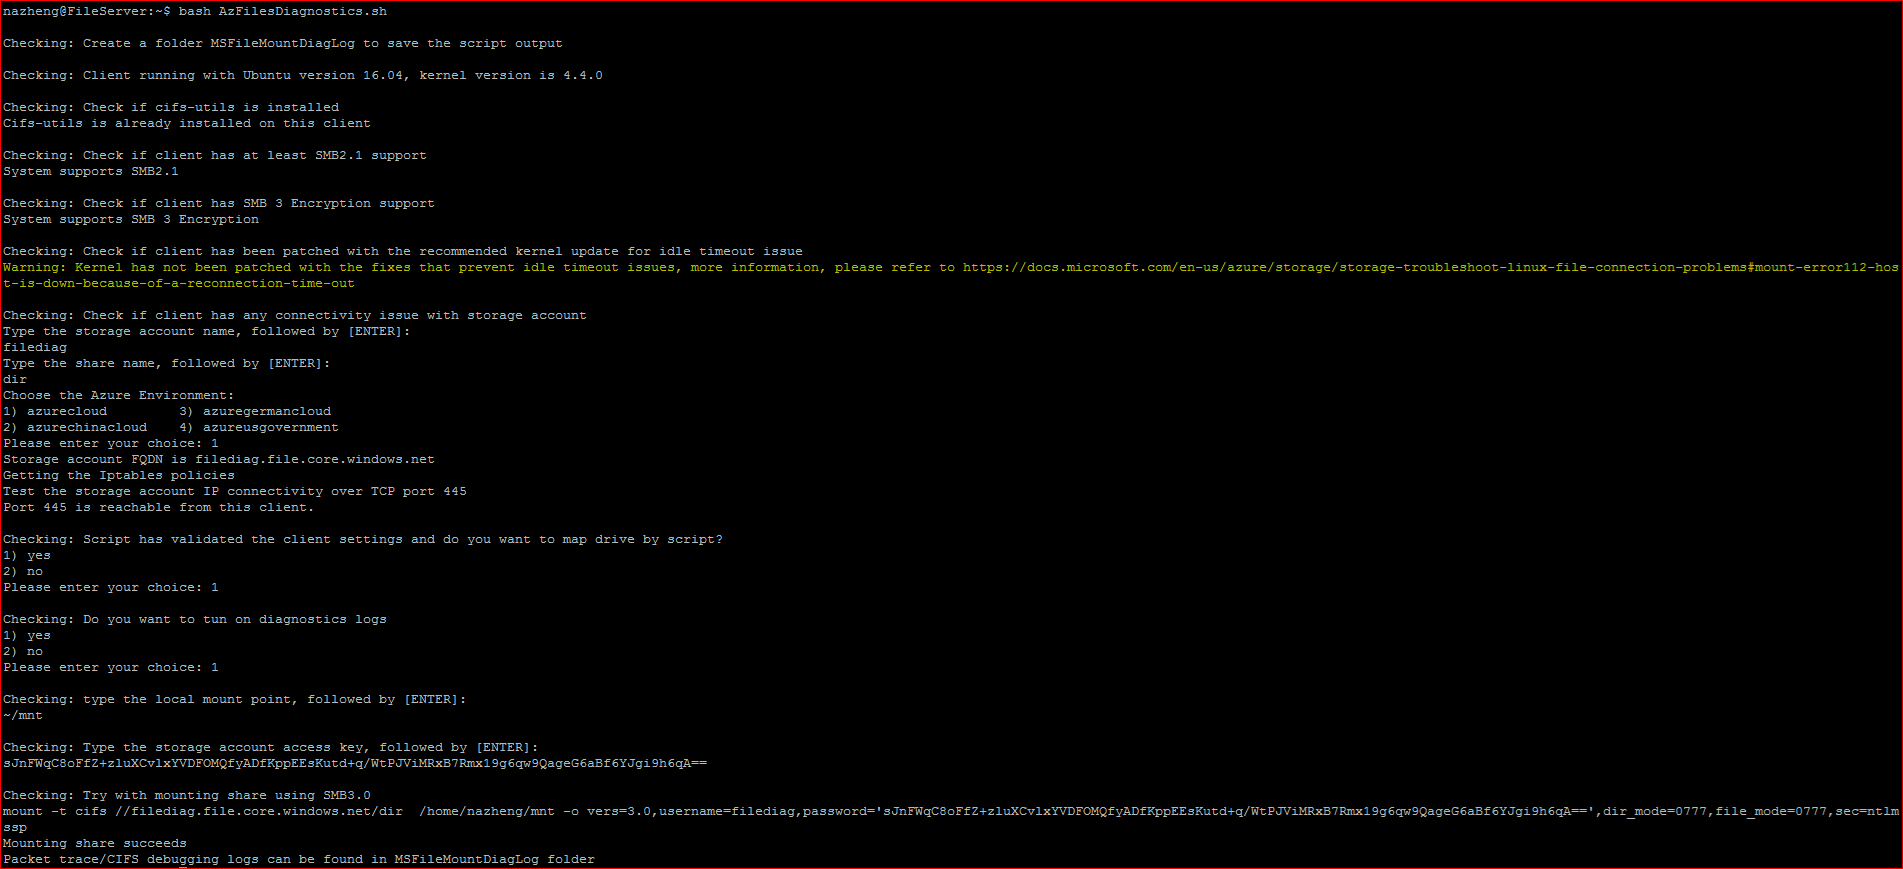 nazheng@FileServer:~$ bash AzFilesDiagnostics.sh
Checking: Create a folder MSFileMountDiagLog to save the script output
Checking: Client running with Ubuntu version 16.04, kernel version is 4.4.0
Checking: Check if cifs-utils is installed
Cifs-utils is already installed on this client
Checking: Check if client has at least SMB2.1 support
System supports SMB2.1
Checking: Check if client has SMB 3 Encryption support
System supports SMB 3 Encryption
Checking: Check if client has been patched with the recommended kernel update for idle timeout issue
Warning: Kernel has not been patched with the fixes that prevent idle timeout issues, more information, please refer to https://docs.microsoft.com/en-us/azure/storage/storage-troubleshoot-linux-file-connection-problems#mount-error112-hos
t-is-down-because-of-a-reconnection-time-out
Checking: Check if client has any connectivity issue with storage account
Type the storage account name, followed by [ENTER]:
filediag
Type the share name, followed by [ENTER]:
dir
Choose the Azure Environment:
1) azurecloud         3) azuregermancloud
2) azurechinacloud    4) azureusgovernment
Please enter your choice: 1
Storage account FQDN is filediag.file.core.windows.net
Getting the Iptables policies
Test the storage account IP connectivity over TCP port 445
Port 445 is reachable from this client.
Checking: Script has validated the client settings and do you want to map drive by script?
1) yes
2) no
Please enter your choice: 1
Checking: Do you want to tun on diagnostics logs
1) yes
2) no
Please enter your choice: 1
Checking: type the local mount point, followed by [ENTER]:
~/mnt
Checking: Type the storage account access key, followed by [ENTER]:
sJnFWqC8oFfZ+zluXCvlxYVDFOMQfyADfKppEEsKutd+q/WtPJViMRxB7Rmx19g6qw9QageG6aBf6YJgi9h6qA==
Checking: Try with mounting share using SMB3.0
mount -t cifs //filediag.file.core.windows.net/dir  /home/nazheng/mnt -o vers=3.0,username=filediag,password='sJnFWqC8oFfZ+zluXCvlxYVDFOMQfyADfKppEEsKutd+q/WtPJViMRxB7Rmx19g6qw9QageG6aBf6YJgi9h6qA==',dir_mode=0777,file_mode=0777,sec=ntlm
ssp
Mounting share succeeds
Packet trace/CIFS debugging logs can be found in MSFileMountDiagLog folder